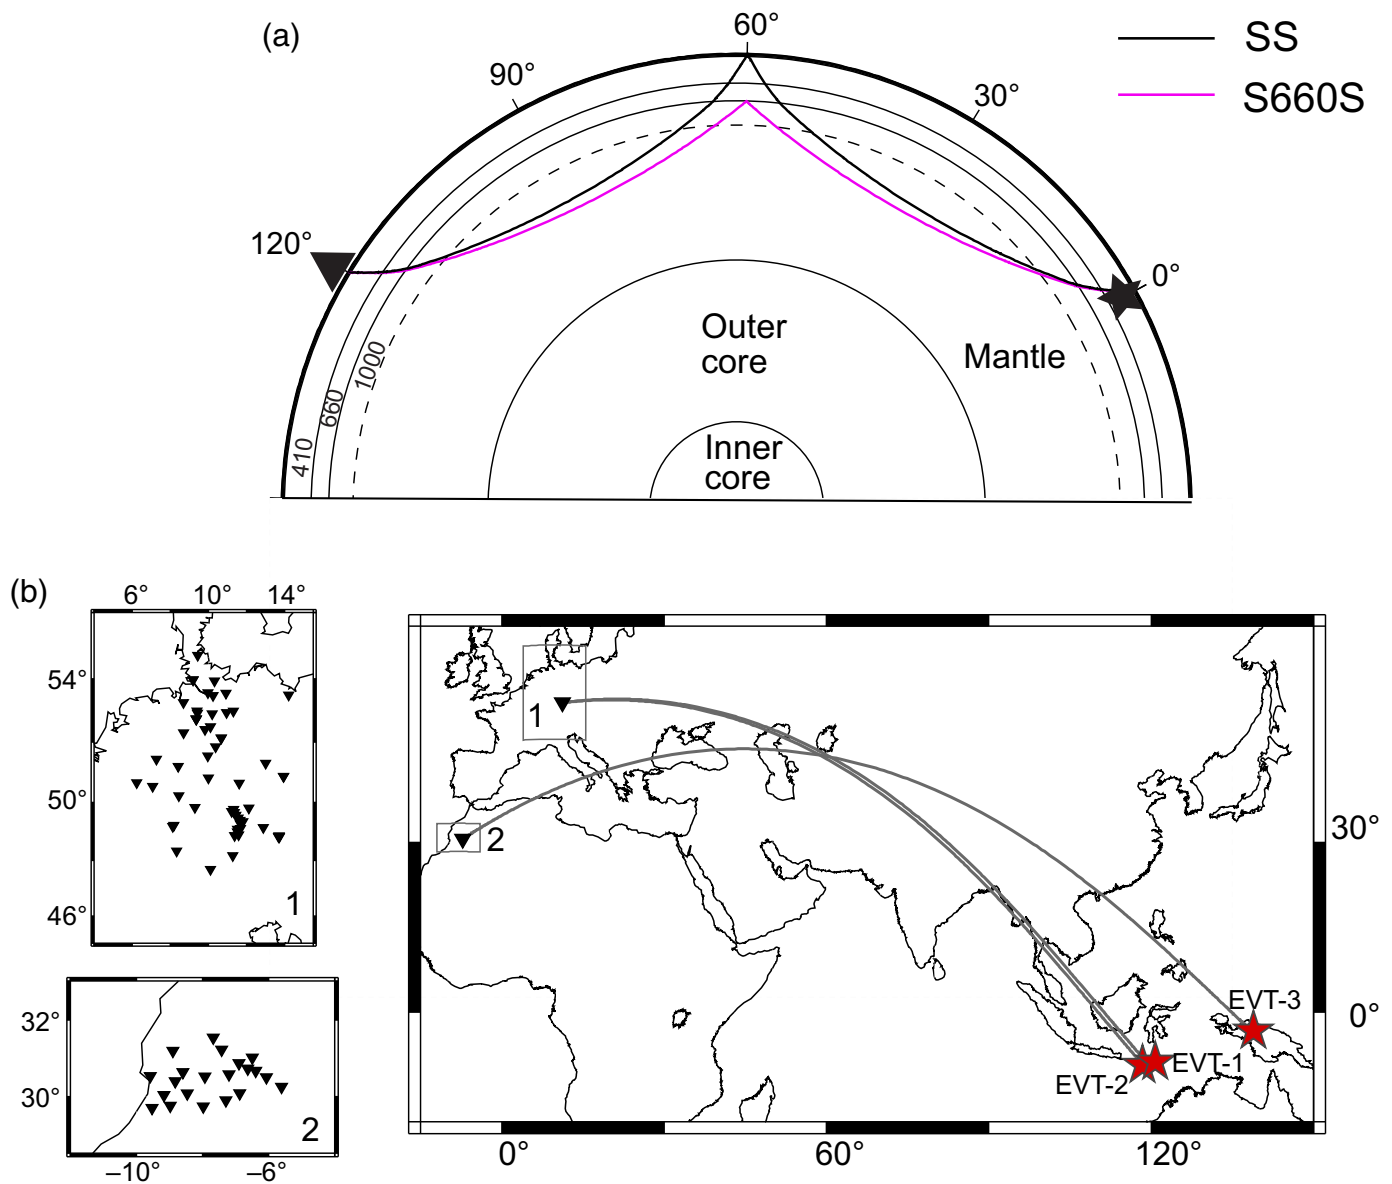 (a)
60°
SS
90°
30°
S660S
120°
0°
Outer
core
Mantle
1000
660
410
Inner
core
(b)
6° 10° 14°
54°
50°
46°
1
32°
30°
2
–10° –6°
1
2
30°
0°
EVT-3
EVT-1
EVT-2
0° 60° 120°